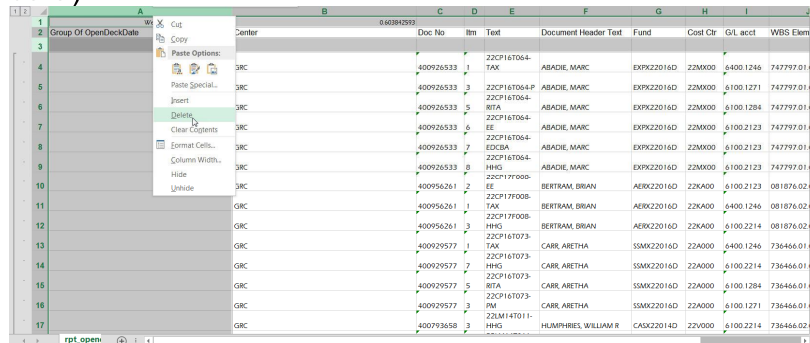 1 2 A B C D E F G H I
1 We 0.603842593
2 Group Of OpenDeckDate Center Doc No Itm Text Document Header Text Fund Cost Ctr G/L acct WBS Elem
3
4 GRC 400926533 1 22CP16T064-TAX ABADIE, MARC EXPX22016D 22MX00 6400.1246 747797.01.
5 GRC 400926533 3 22CP16T064-P ABADIE, MARC EXPX22016D 22MX00 6100.1271 747797.01.
6 GRC 400926533 5 22CP16T064-RITA ABADIE, MARC EXPX22016D 22MX00 6100.1284 747797.01.
7 GRC 400926533 6 22CP16T064-EE ABADIE, MARC EXPX22016D 22MX00 6100.2123 747797.01.
8 GRC 400926533 7 22CP16T064-EDCBA ABADIE, MARC EXPX22016D 22MX00 6100.2123 747797.01.
9 GRC 400926533 8 22CP16T064-HHG ABADIE, MARC EXPX22016D 22MX00 6100.2214 747797.01.
10 GRC 400956261 2 22CP17F008-EE BERTRAM, BRIAN AERX22016D 22KA00 6100.2123 081876.02.
11 GRC 400956261 1 22CP17F008-TAX BERTRAM, BRIAN AERX22016D 22KA00 6400.1246 081876.02.
12 GRC 400956261 3 22CP17F008-HHG BERTRAM, BRIAN AERX22016D 22KA00 6100.2214 081876.02.
13 GRC 400929577 1 22CP16T073-TAX CARR, ARETHA SSMX22016D 22A000 6400.1246 736466.01.
14 GRC 400929577 7 22CP16T073-HHG CARR, ARETHA SSMX22016D 22A000 6100.2214 736466.01.
15 GRC 400929577 5 22CP16T073-RITA CARR, ARETHA SSMX22016D 22A000 6100.1284 736466.01.
16 GRC 400929577 3 22CP16T073-PM CARR, ARETHA SSMX22016D 22A000 6100.1271 736466.01.
17 GRC 400793658 3 22LM14T011-HHG HUMPHRIES, WILLIAM R CASX22014D 22V000 6100.2214 736466.02.
Cut
Copy
Paste Options:
Paste Special...
Insert
Delete
Clear Contents
Format Cells...
Column Width...
Hide
Unhide
rpt_openi